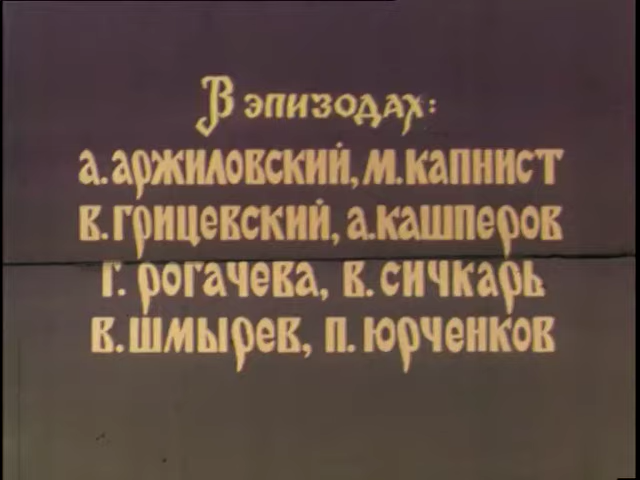 В эпизодах:
а. аржиловский, м. капнист
в. грицевский, а. кашперов
г. рогачева, в. сичкарь
в. шмырев, п. юрченков